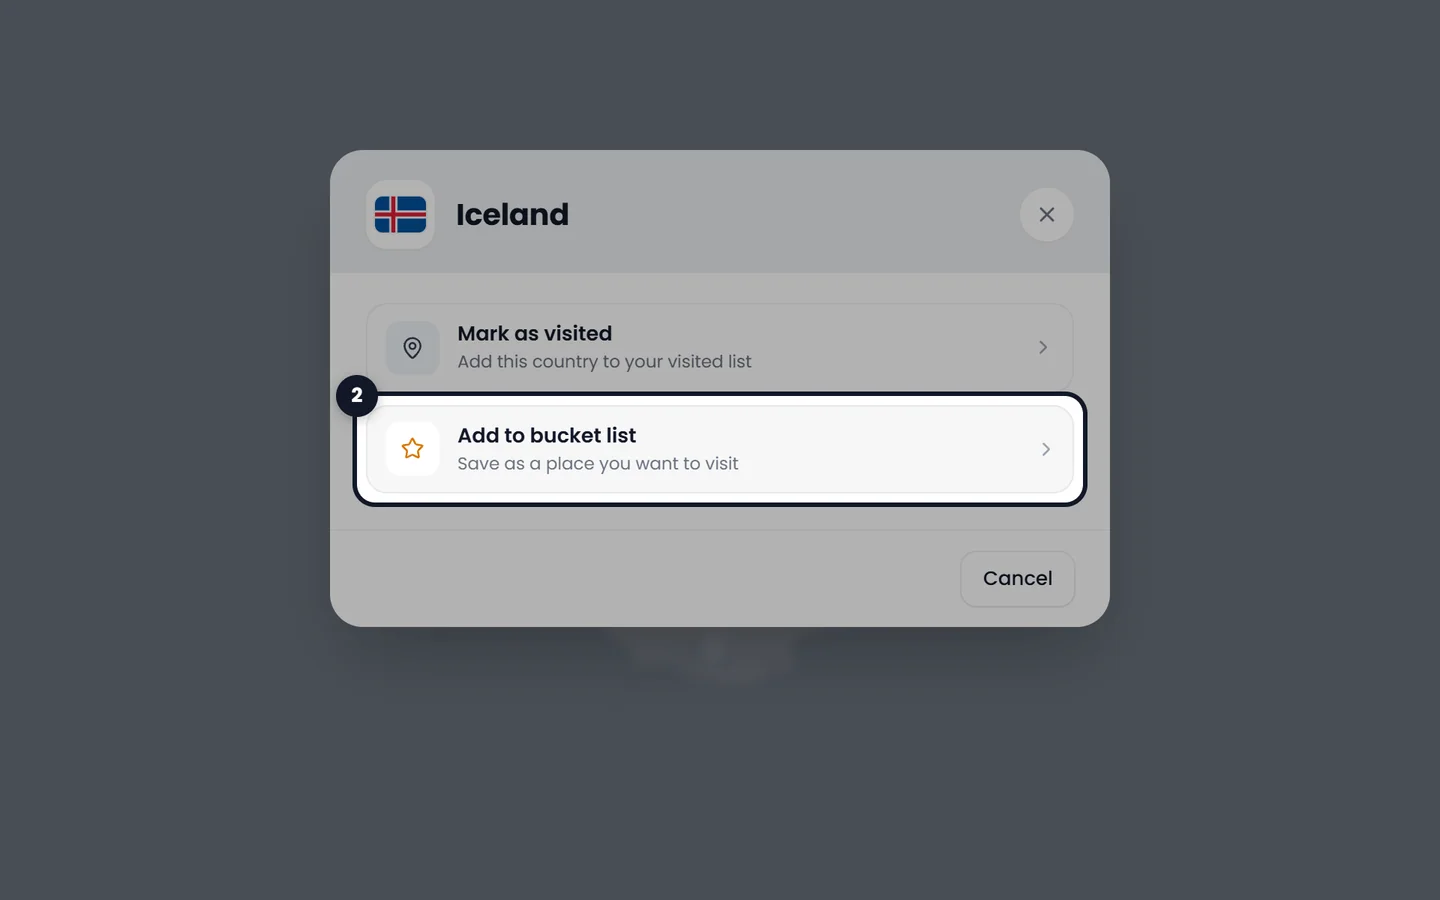 Iceland
Mark as visited
Add this country to your visited list
2
Add to bucket list
Save as a place you want to visit
Cancel